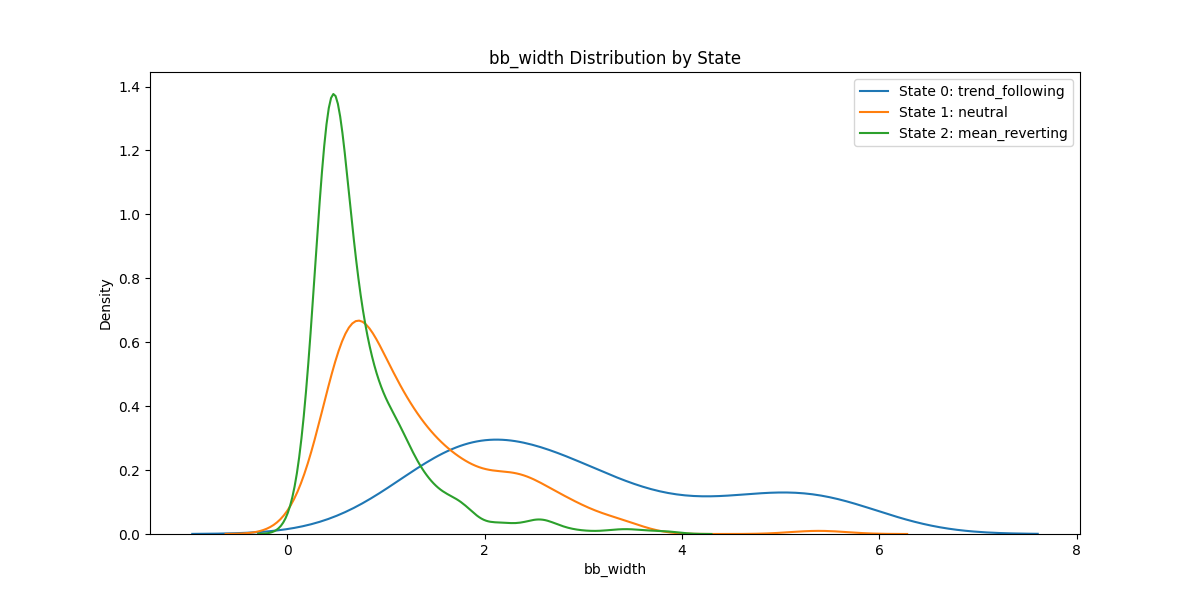 bb_width Distribution by State
State 0: trend_following
State 1: neutral
State 2: mean_reverting
Density
1.4
1.2
1.0
0.8
0.6
0.4
0.2
0.0
0 2 4 6 8
bb_width